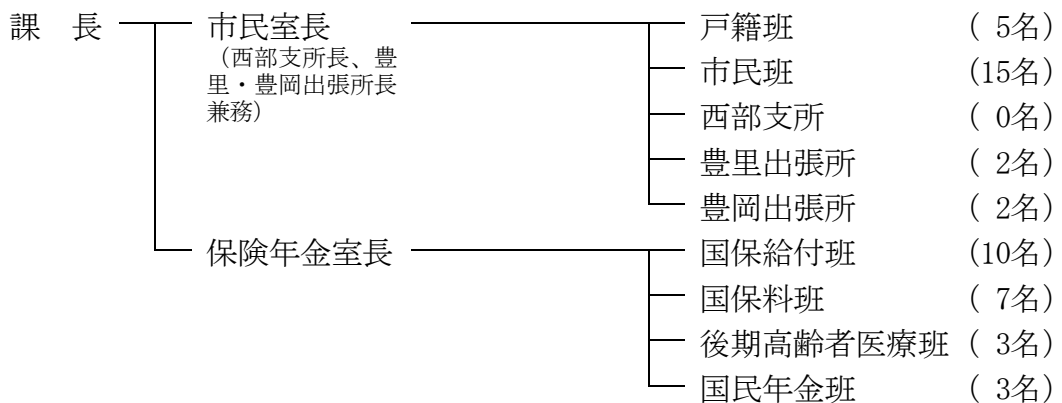 課　長　市民室長　戸籍班　( 5名)
（西部支所長、豊
里・豊岡出張所長
兼務）
市民班　(15名)
西部支所　( 0名)
豊里出張所　( 2名)
豊岡出張所　( 2名)
保険年金室長　国保給付班　(10名)
国保料班　( 7名)
後期高齢者医療班　( 3名)
国民年金班　( 3名)